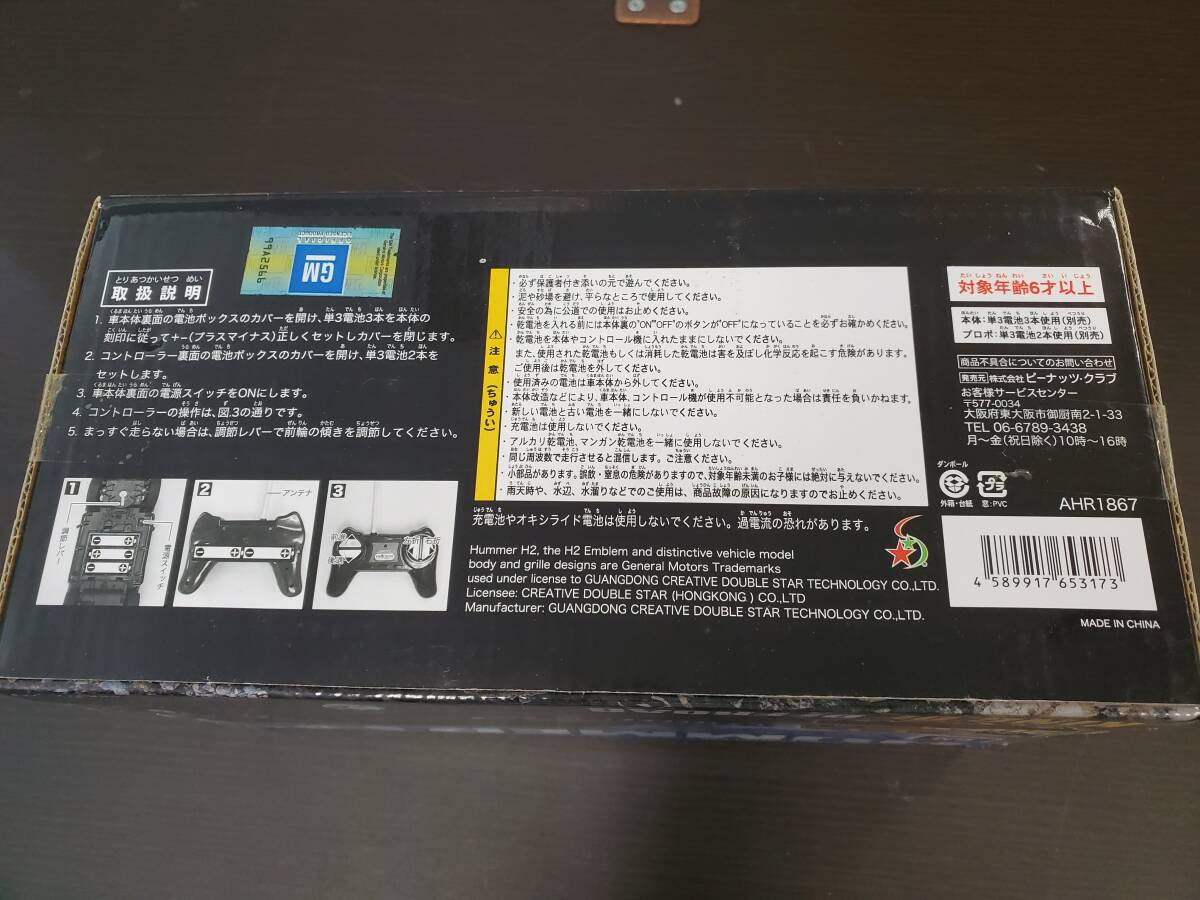 99A2566
LICENSED PRODUCT
GM
とりあつかいせつ めい
取扱説明
1. 車本体裏面の電池ボックスのカバーを開け、単3電池3本を本体の
刻印に従って+-(プラスマイナス)正しくセットしカバーを閉じます。
2. コントローラー裏面の電池ボックスのカバーを開け、単3電池2本を
セットします。
3. 車本体裏面の電源スイッチをONにします。
4. コントローラーの操作は、図.3の通りです。
5. まっすぐ走らない場合は、調節レバーで前輪の傾きを調節してください。
1
調節レバー
電源スイッチ
2
アンテナ
3
前進
後退
左折
右折
注意(ちゅうい)
・必ず保護者付き添いの元で遊んでください。
・泥や砂場を避け、平らなところで使用してください。
・安全の為に公道での使用はお止めください。
・乾電池を入れる前には本体裏の"ON""OFF"のボタンが"OFF"になっていることを必ずお確かめください。
・乾電池を本体やコントロール機に入れたままにしないでください。
また、使用された乾電池もしくは消耗した乾電池は害を及ぼし化学反応を起こす危険があります。
ご使用後は乾電池を外してください。
・使用済みの電池は車本体から外してください。
・本体改造などにより、車本体、コントロール機が使用不可能となった場合は責任を負いかねます。
・新しい電池と古い電池を一緒にしないでください。
・充電池は使用しないでください。
・アルカリ乾電池、マンガン乾電池を一緒に使用しないでください。
・同じ周波数で走行させると混信します。ご注意ください。
・小部品があります。誤飲・窒息の危険がありますので、対象年齢未満のお子様には絶対に与えないでください。
・雨天時や、水辺、水溜りなどでのご使用は、商品故障の原因になりますのでお止めください。
充電池やオキシライド電池は使用しないでください。過電流の恐れがあります。
Hummer H2, the H2 Emblem and distinctive vehicle model
body and grille designs are General Motors Trademarks
used under license to GUANGDONG CREATIVE DOUBLE STAR TECHNOLOGY CO.,LTD.
Licensee: CREATIVE DOUBLE STAR (HONGKONG ) CO.,LTD
Manufacturer: GUANGDONG CREATIVE DOUBLE STAR TECHNOLOGY CO.,LTD.
たいしょうねんれい さい いじょう
対象年齢6才以上
本体：単3電池3本使用(別売)
プロポ：単3電池2本使用(別売)
商品不具合についてのお問い合わせ
発売元 株式会社ピーナッツ・クラブ
お客様サービスセンター
〒577-0034
大阪府東大阪市御厨南2-1-33
TEL 06-6789-3438
月～金(祝日除く)10時～16時
ダンボール
外箱・台紙
窓：PVC
AHR1867
4 589917 653173
MADE IN CHINA